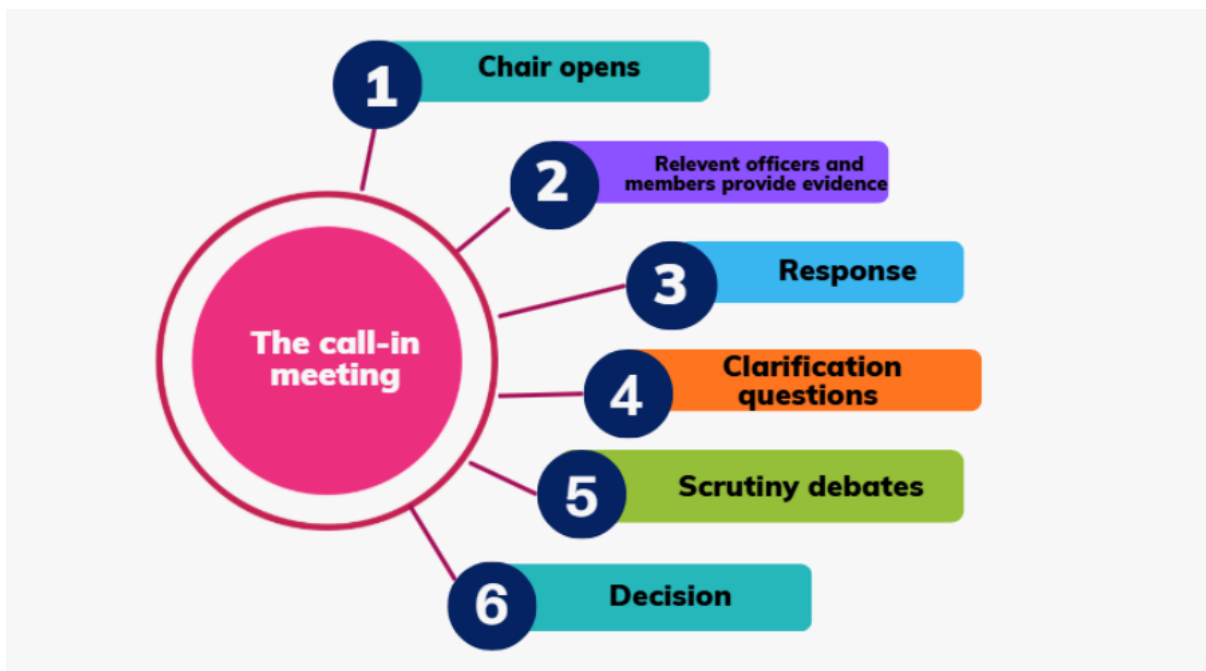 The call-in
meeting
1
Chair opens
2
Relevent officers and
members provide evidence
3
Response
4
Clarification
questions
5
Scrutiny debates
6
Decision